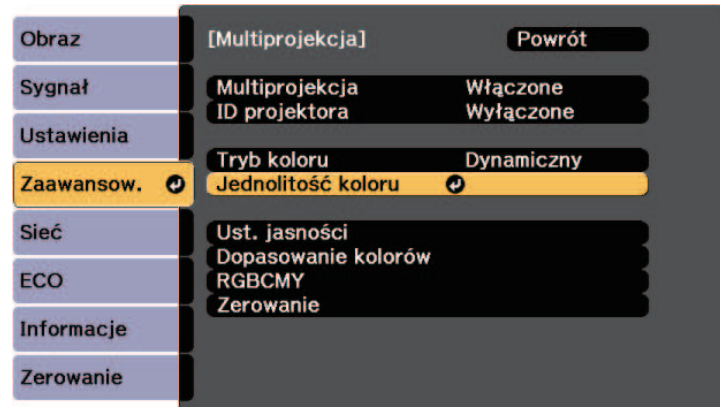 Obraz
Sygnał
Ustawienia
Zaawansow.
Sieć
ECO
Informacje
Zerowanie
[Multiprojekcja] Powrót
Multiprojekcja Włączone
ID projektora Wyłączone
Tryb koloru Dynamiczny
Jednolitość koloru
Ust. jasności
Dopasowanie kolorów
RGBCMY
Zerowanie